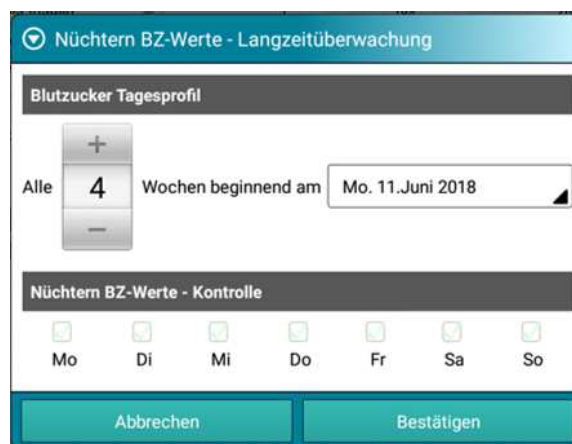 Nüchtern BZ-Werte - Langzeitüberwachung
Blutzucker Tagesprofil
+
Alle 4 Wochen beginnend am Mo. 11.Juni 2018
–
Nüchtern BZ-Werte - Kontrolle
Mo Di Mi Do Fr Sa So
Abbrechen Bestätigen